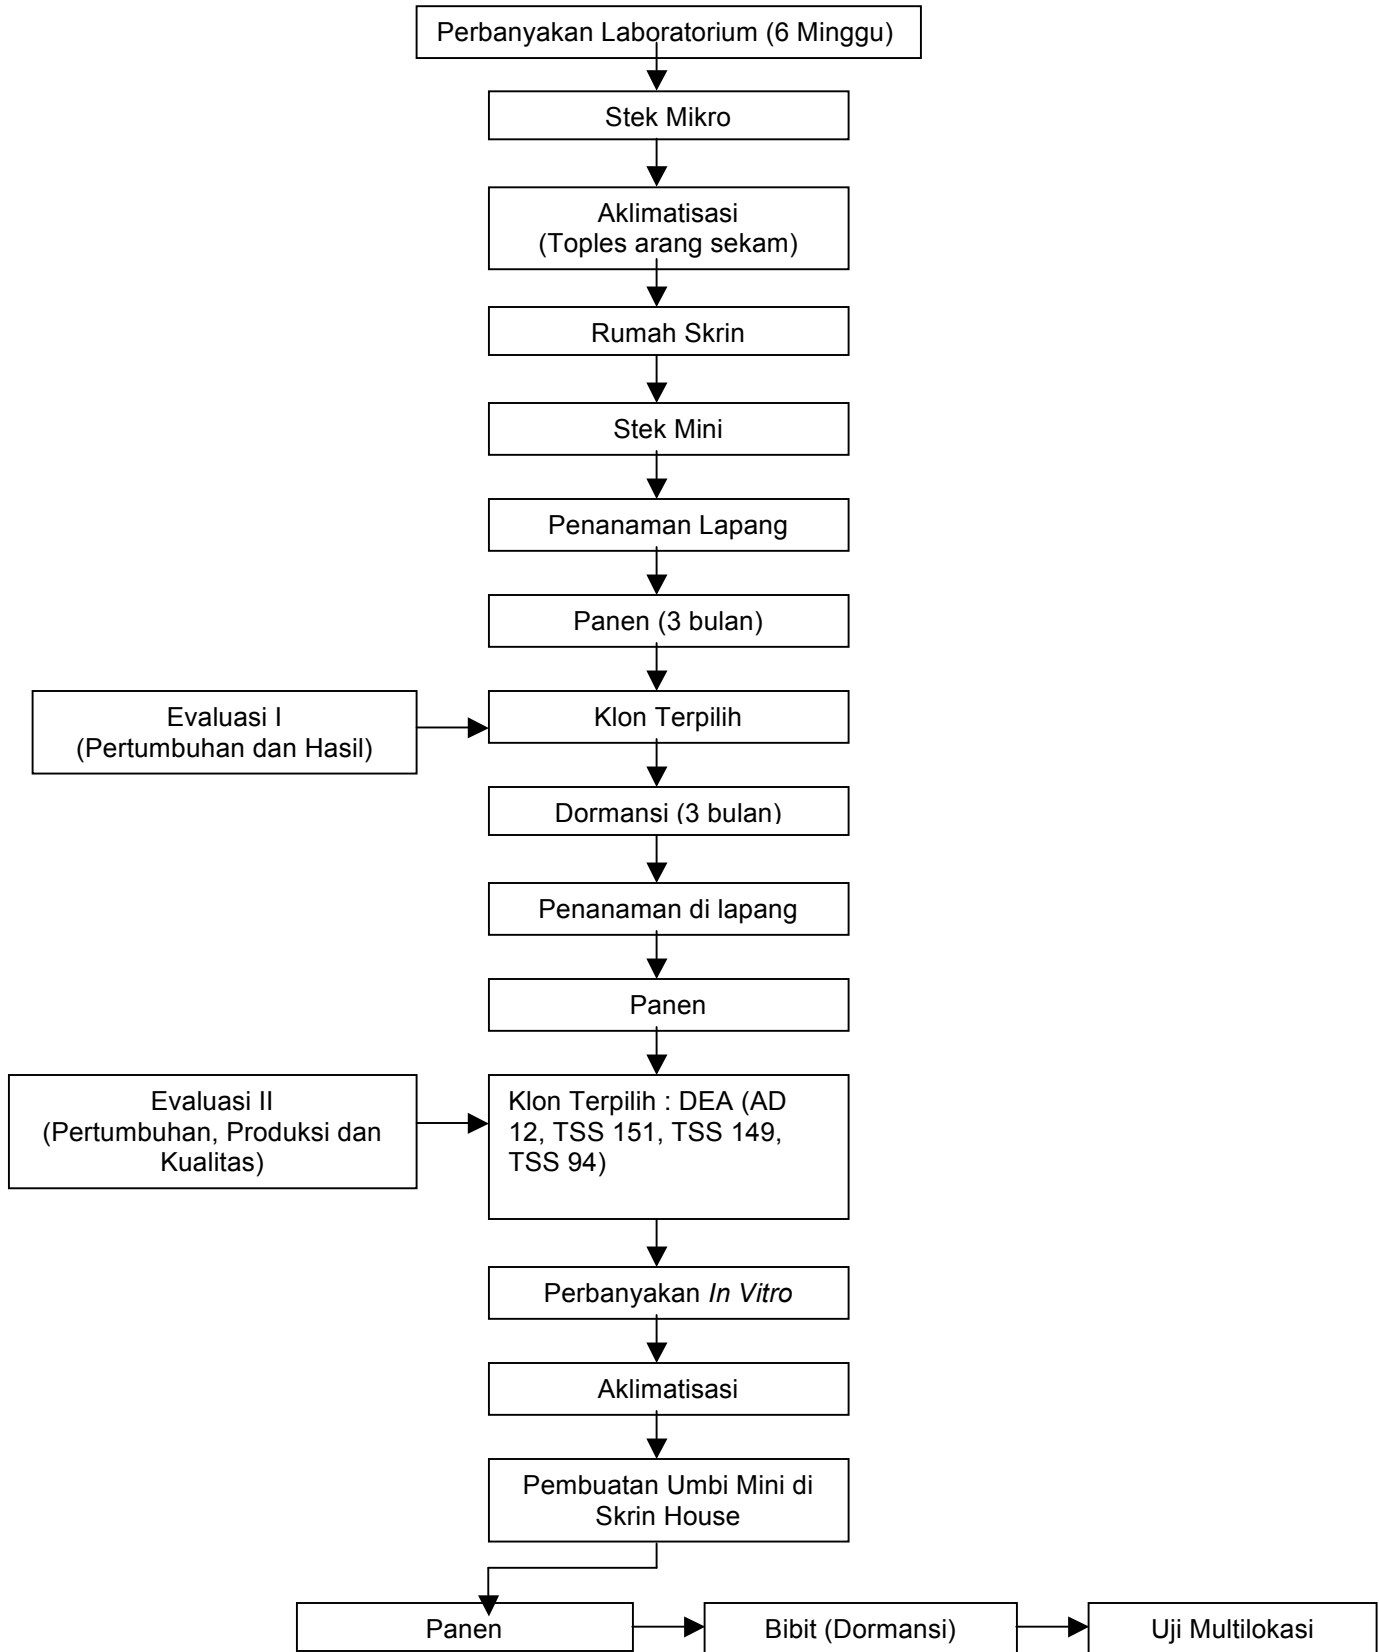 Perbanyakan Laboratorium (6 Minggu)
Stek Mikro
Aklimatisasi
(Toples arang sekam)
Rumah Skrin
Stek Mini
Penanaman Lapang
Panen (3 bulan)
Evaluasi I
(Pertumbuhan dan Hasil)
Klon Terpilih
Dormansi (3 bulan)
Penanaman di lapang
Panen
Evaluasi II
(Pertumbuhan, Produksi dan
Kualitas)
Klon Terpilih : DEA (AD
12, TSS 151, TSS 149,
TSS 94)
Perbanyakan In Vitro
Aklimatisasi
Pembuatan Umbi Mini di
Skrin House
Panen
Bibit (Dormansi)
Uji Multilokasi